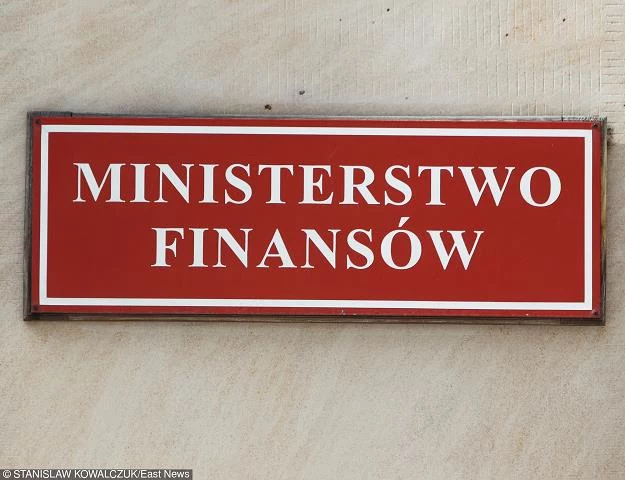 MINISTERSTWO
FINANSÓW
© STANISLAW KOWALCZUK/East News